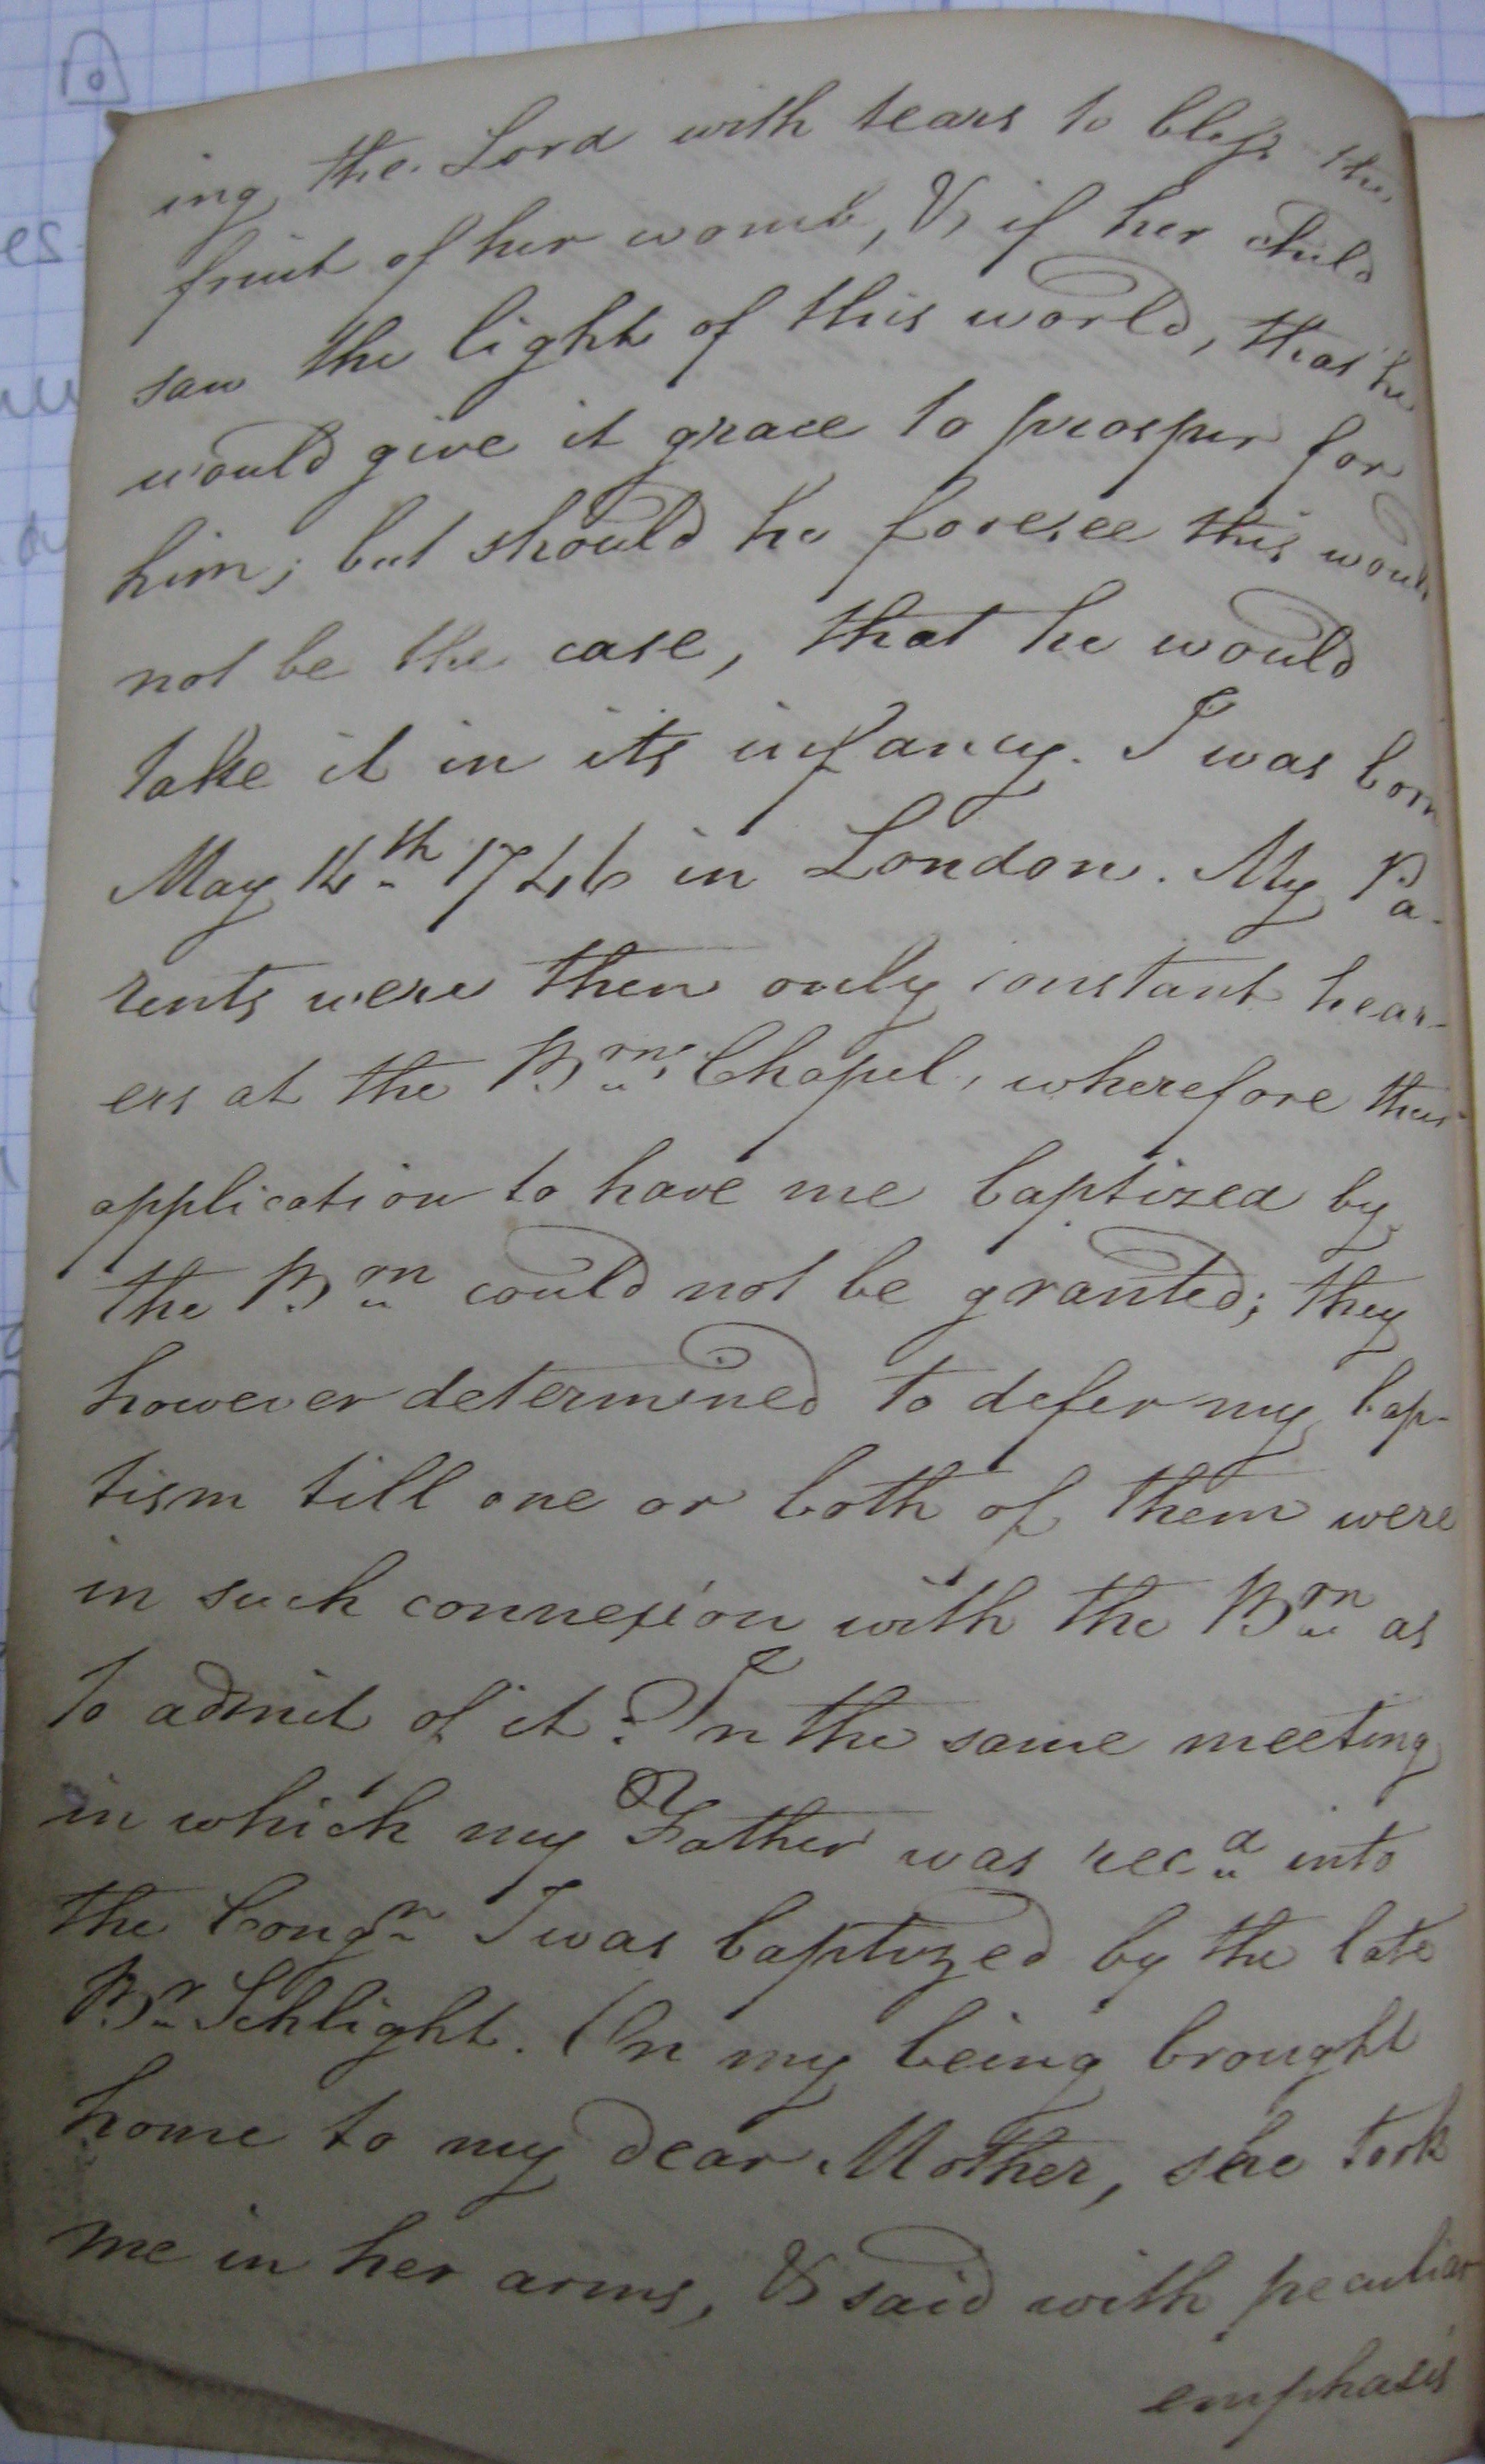 ing the Lord with tears to bless the
fruit of her womb, & if her child
saw the light of this world, that he
would give it grace to prosper for
him; but should he foresee this would
not be the case, that he would
take it in its infancy. I was born
May 14th 1746 in London. My Pa-
rents were then only constant hear-
ers at the Brn's Chapel, wherefore their
application to have me baptized by
the Brn could not be granted; they
however determined to defer my bap-
tism till one or both of them were
in such connexion with the Brn as
to admit of it. In the same meeting
in which my Father was recd into
the Congn I was baptized by the late
Br Schlight. On my being brought
home to my dear Mother, she took
me in her arms, & said with peculiar
emphasis